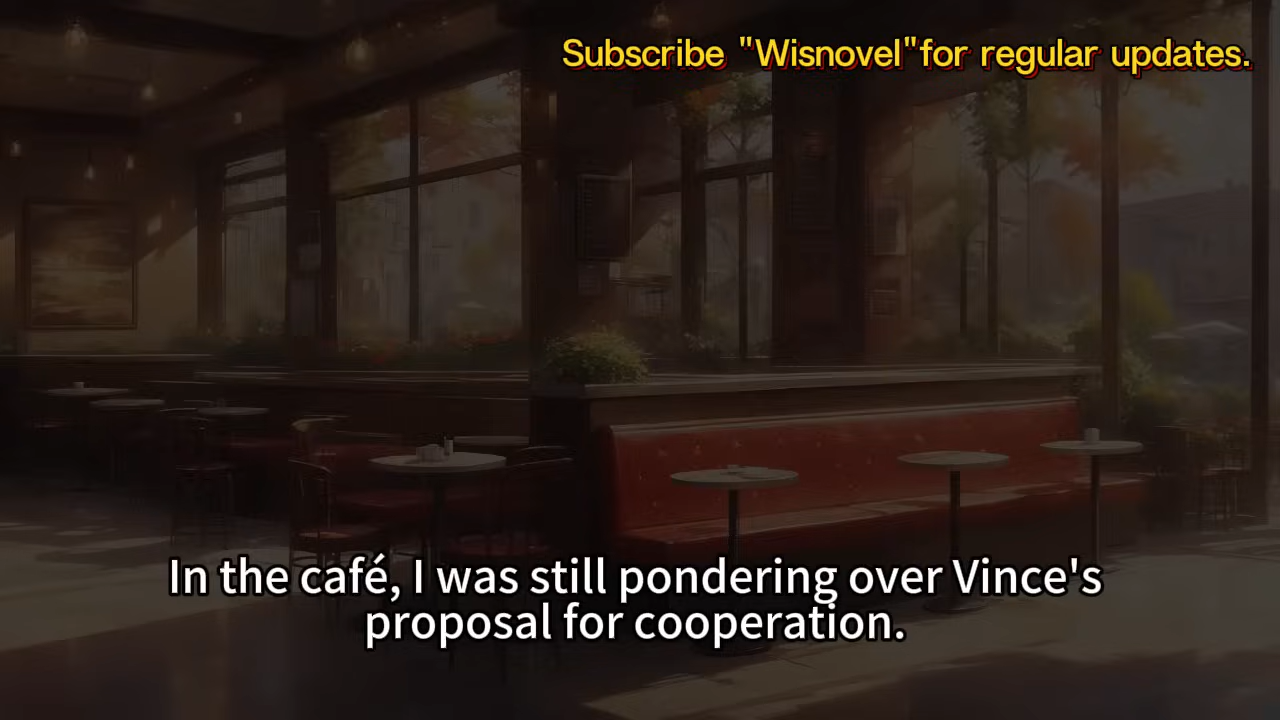 Subscribe "Wisnovel"for regular updates.
In the café, I was still pondering over Vince's
proposal for cooperation.